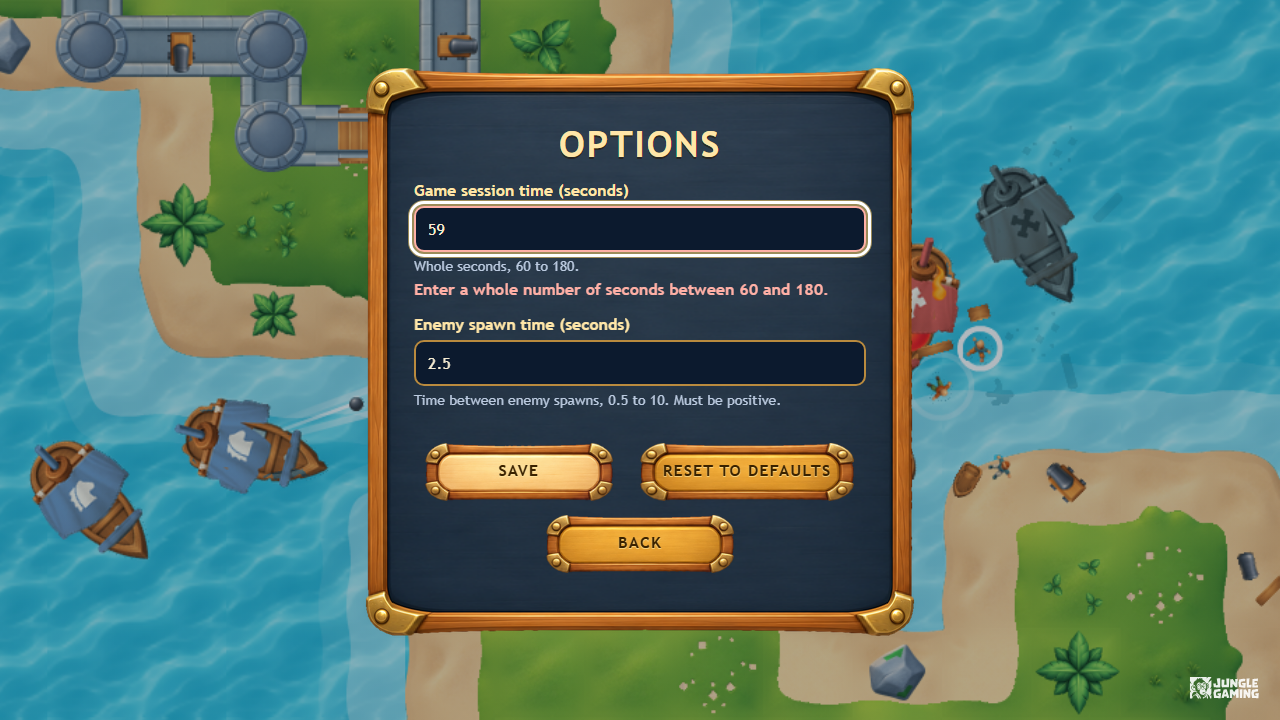 OPTIONS
Game session time (seconds)
59
Whole seconds, 60 to 180.
Enter a whole number of seconds between 60 and 180.
Enemy spawn time (seconds)
2.5
Time between enemy spawns, 0.5 to 10. Must be positive.
SAVE
RESET TO DEFAULTS
BACK
JUNGLE
GAMING